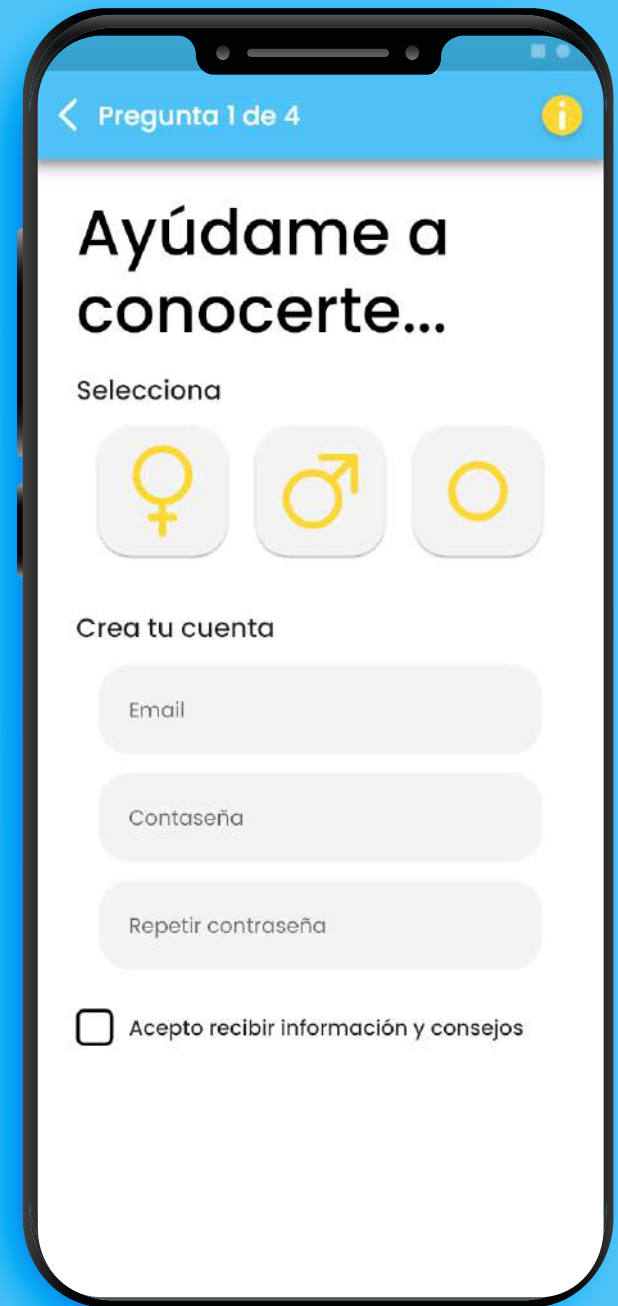 Pregunta 1 de 4
Ayúdame a
conocerte...
Selecciona
Crea tu cuenta
Email
Contaseña
Repetir contraseña
Acepto recibir información y consejos